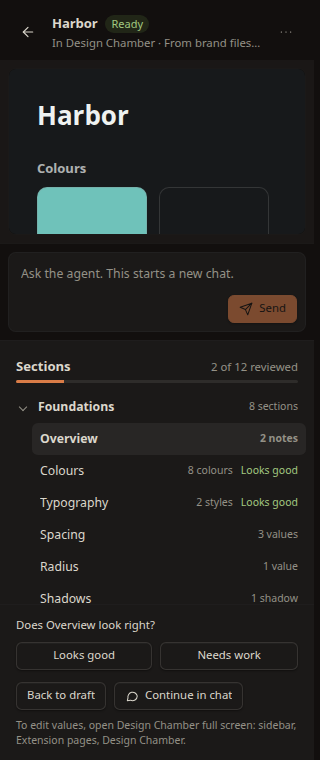 Harbor Ready
In Design Chamber · From brand files...
Harbor
Colours
Ask the agent. This starts a new chat.
Send
Sections 2 of 12 reviewed
Foundations 8 sections
Overview 2 notes
Colours 8 colours Looks good
Typography 2 styles Looks good
Spacing 3 values
Radius 1 value
Shadows 1 shadow
Does Overview look right?
Looks good Needs work
Back to draft Continue in chat
To edit values, open Design Chamber full screen: sidebar,
Extension pages, Design Chamber.